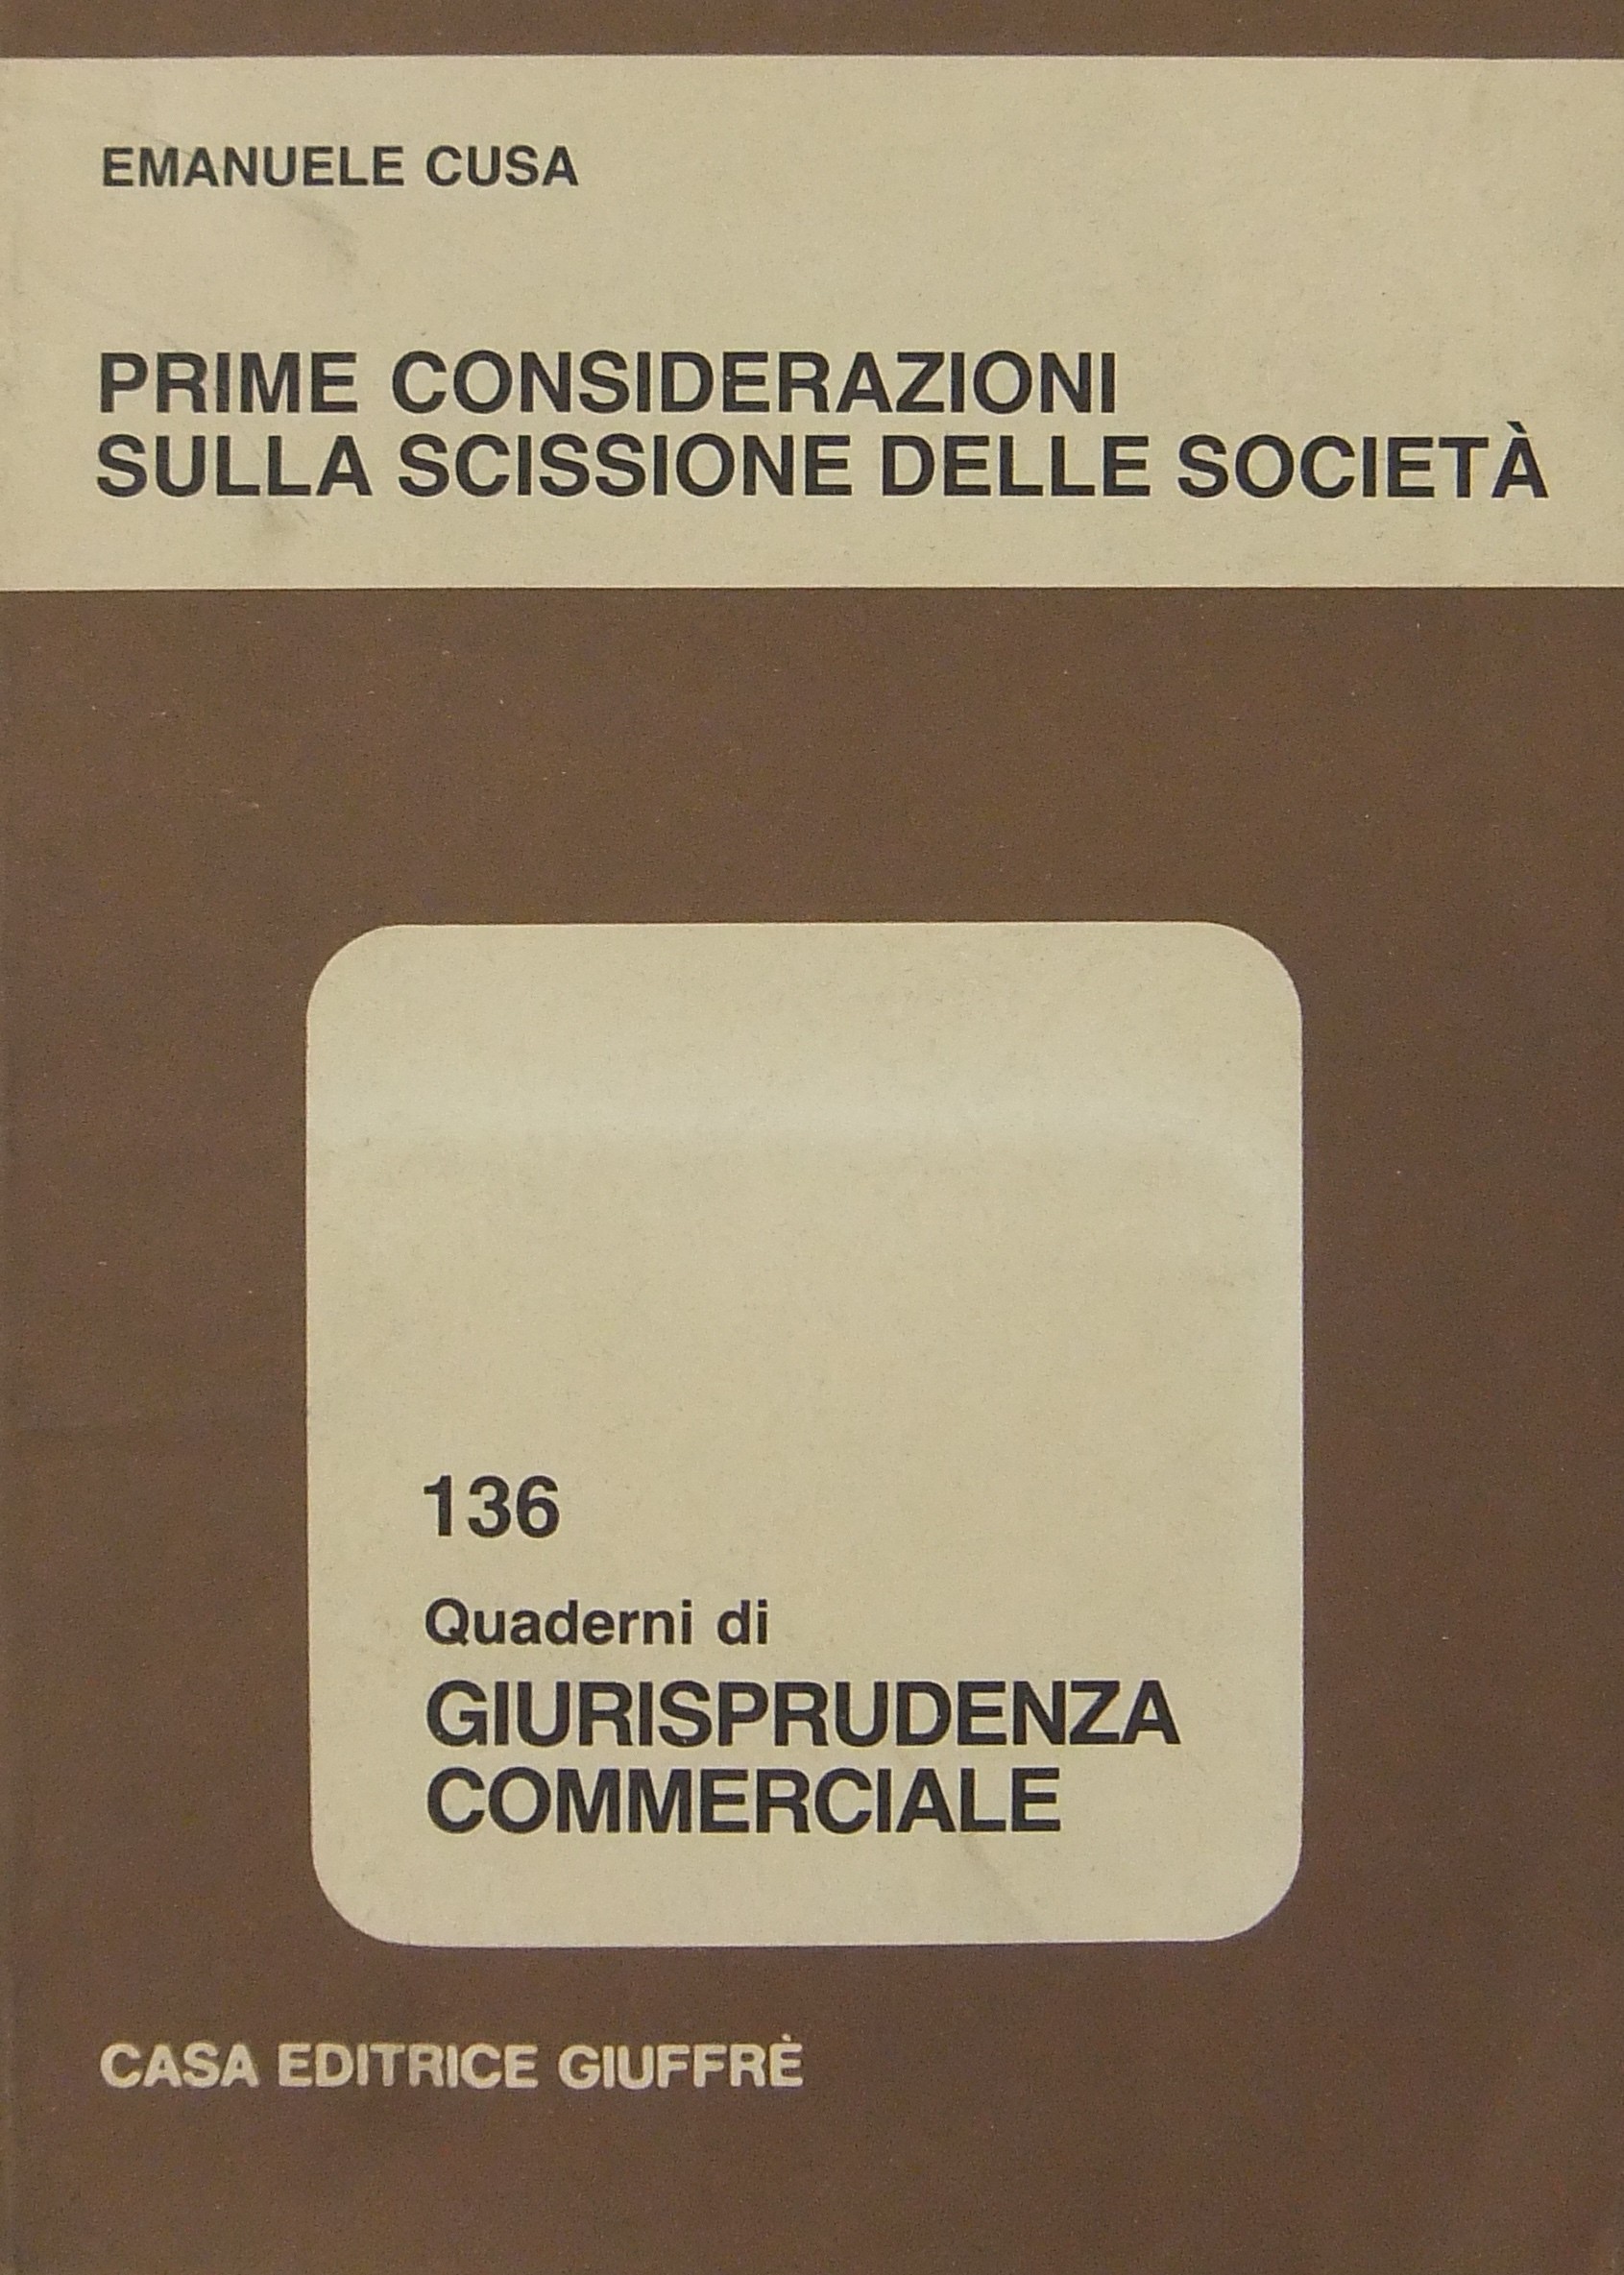 EMANUELE CUSA
PRIME CONSIDERAZIONI
SULLA SCISSIONE DELLE SOCIETÀ
136
Quaderni di
GIURISPRUDENZA
COMMERCIALE
CASA EDITRICE GIUFFRÈ